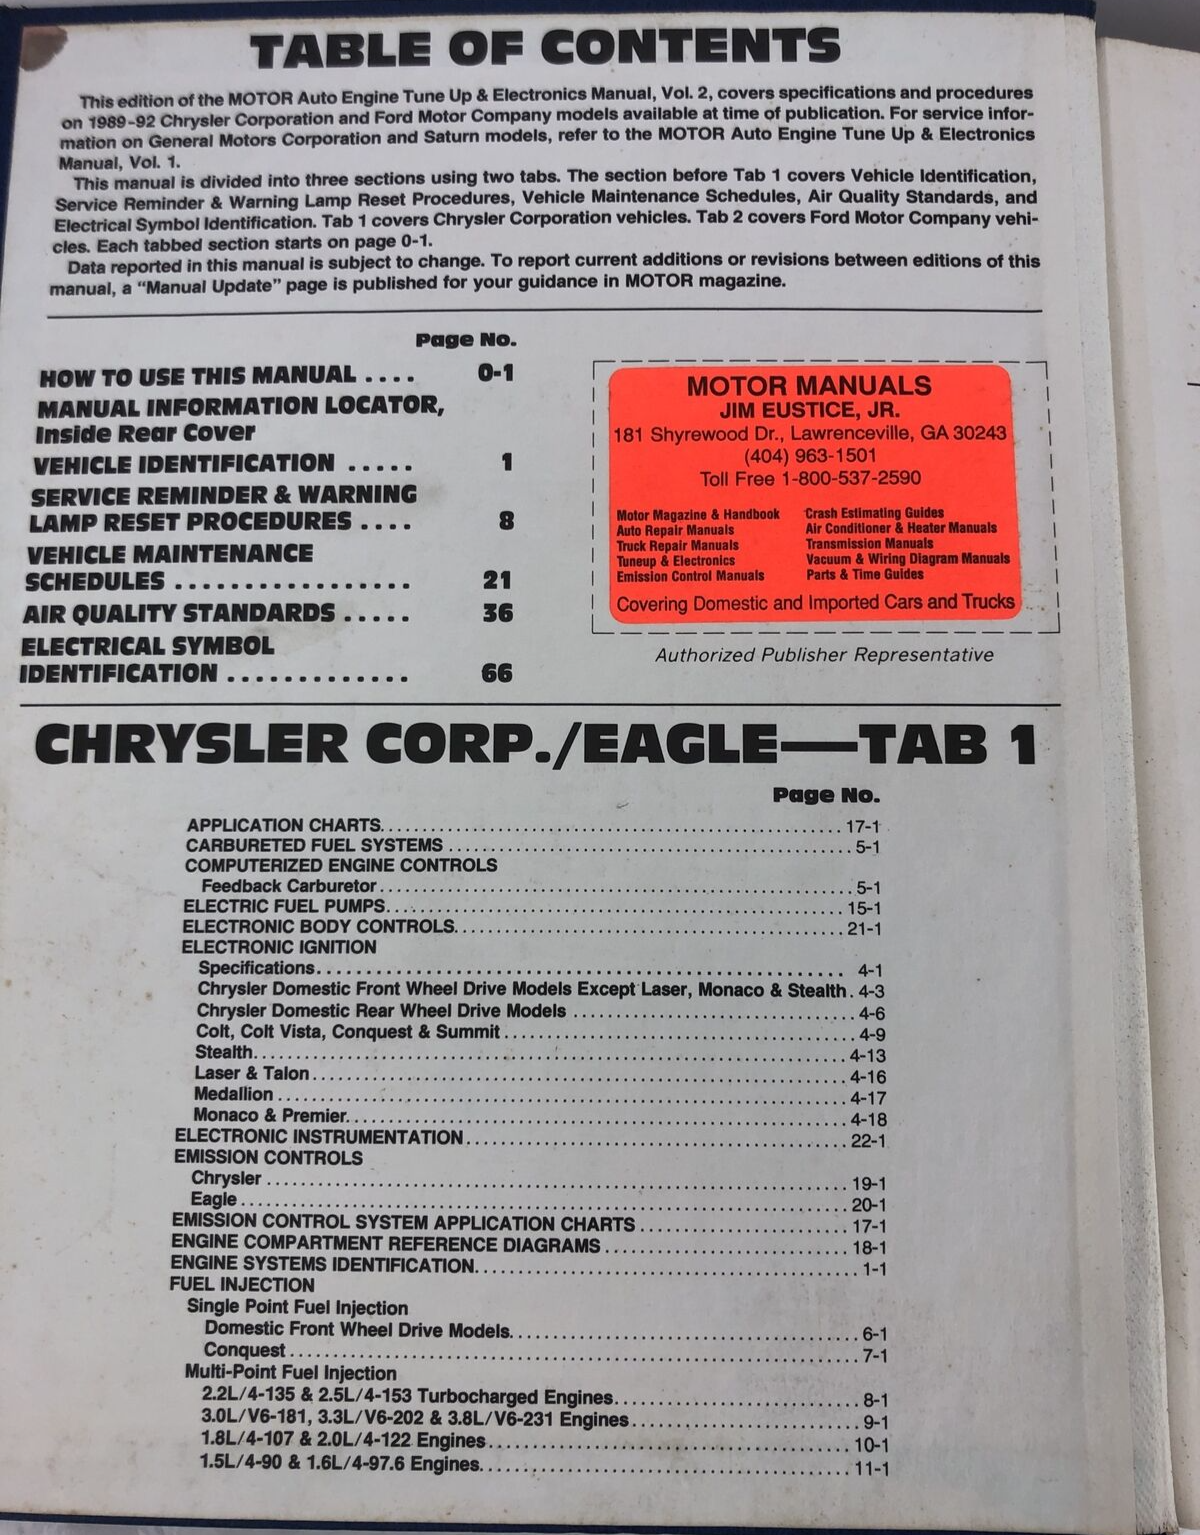 TABLE OF CONTENTS
This edition of the MOTOR Auto Engine Tune Up & Electronics Manual, Vol. 2, covers specifications and procedures
on 1989-92 Chrysler Corporation and Ford Motor Company models available at time of publication. For service infor-
mation on General Motors Corporation and Saturn models, refer to the MOTOR Auto Engine Tune Up & Electronics
Manual, Vol. 1.
This manual is divided into three sections using two tabs. The section before Tab 1 covers Vehicle Identification,
Service Reminder & Warning Lamp Reset Procedures, Vehicle Maintenance Schedules, Air Quality Standards, and
Electrical Symbol Identification. Tab 1 covers Chrysler Corporation vehicles. Tab 2 covers Ford Motor Company vehi-
cles. Each tabbed section starts on page 0-1.
Data reported in this manual is subject to change. To report current additions or revisions between editions of this
manual, a "Manual Update" page is published for your guidance in MOTOR magazine.
Page No.
HOW TO USE THIS MANUAL .... 0-1
MANUAL INFORMATION LOCATOR,
Inside Rear Cover
VEHICLE IDENTIFICATION ..... 1
SERVICE REMINDER & WARNING
LAMP RESET PROCEDURES .... 8
VEHICLE MAINTENANCE
SCHEDULES ................. 21
AIR QUALITY STANDARDS ..... 36
ELECTRICAL SYMBOL
IDENTIFICATION ............. 66
MOTOR MANUALS
JIM EUSTICE, JR.
181 Shyrewood Dr., Lawrenceville, GA 30243
(404) 963-1501
Toll Free 1-800-537-2590
Motor Magazine & Handbook
Auto Repair Manuals
Truck Repair Manuals
Tuneup & Electronics
Emission Control Manuals
Crash Estimating Guides
Air Conditioner & Heater Manuals
Transmission Manuals
Vacuum & Wiring Diagram Manuals
Parts & Time Guides
Covering Domestic and Imported Cars and Trucks
Authorized Publisher Representative
CHRYSLER CORP./EAGLE—TAB 1
Page No.
APPLICATION CHARTS.................... 17-1
CARBURETED FUEL SYSTEMS .................... 5-1
COMPUTERIZED ENGINE CONTROLS
Feedback Carburetor.................... 5-1
ELECTRIC FUEL PUMPS.................... 15-1
ELECTRONIC BODY CONTROLS.................... 21-1
ELECTRONIC IGNITION
Specifications.................... 4-1
Chrysler Domestic Front Wheel Drive Models Except Laser, Monaco & Stealth. 4-3
Chrysler Domestic Rear Wheel Drive Models .................... 4-6
Colt, Colt Vista, Conquest & Summit.................... 4-9
Stealth.................... 4-13
Laser & Talon.................... 4-16
Medallion.................... 4-17
Monaco & Premier.................... 4-18
ELECTRONIC INSTRUMENTATION.................... 22-1
EMISSION CONTROLS
Chrysler.................... 19-1
Eagle.................... 20-1
EMISSION CONTROL SYSTEM APPLICATION CHARTS.................... 17-1
ENGINE COMPARTMENT REFERENCE DIAGRAMS.................... 18-1
ENGINE SYSTEMS IDENTIFICATION.................... 1-1
FUEL INJECTION
Single Point Fuel Injection
Domestic Front Wheel Drive Models.................... 6-1
Conquest.................... 7-1
Multi-Point Fuel Injection
2.2L/4-135 & 2.5L/4-153 Turbocharged Engines.................... 8-1
3.0L/V6-181, 3.3L/V6-202 & 3.8L/V6-231 Engines.................... 9-1
1.8L/4-107 & 2.0L/4-122 Engines.................... 10-1
1.5L/4-90 & 1.6L/4-97.6 Engines.................... 11-1